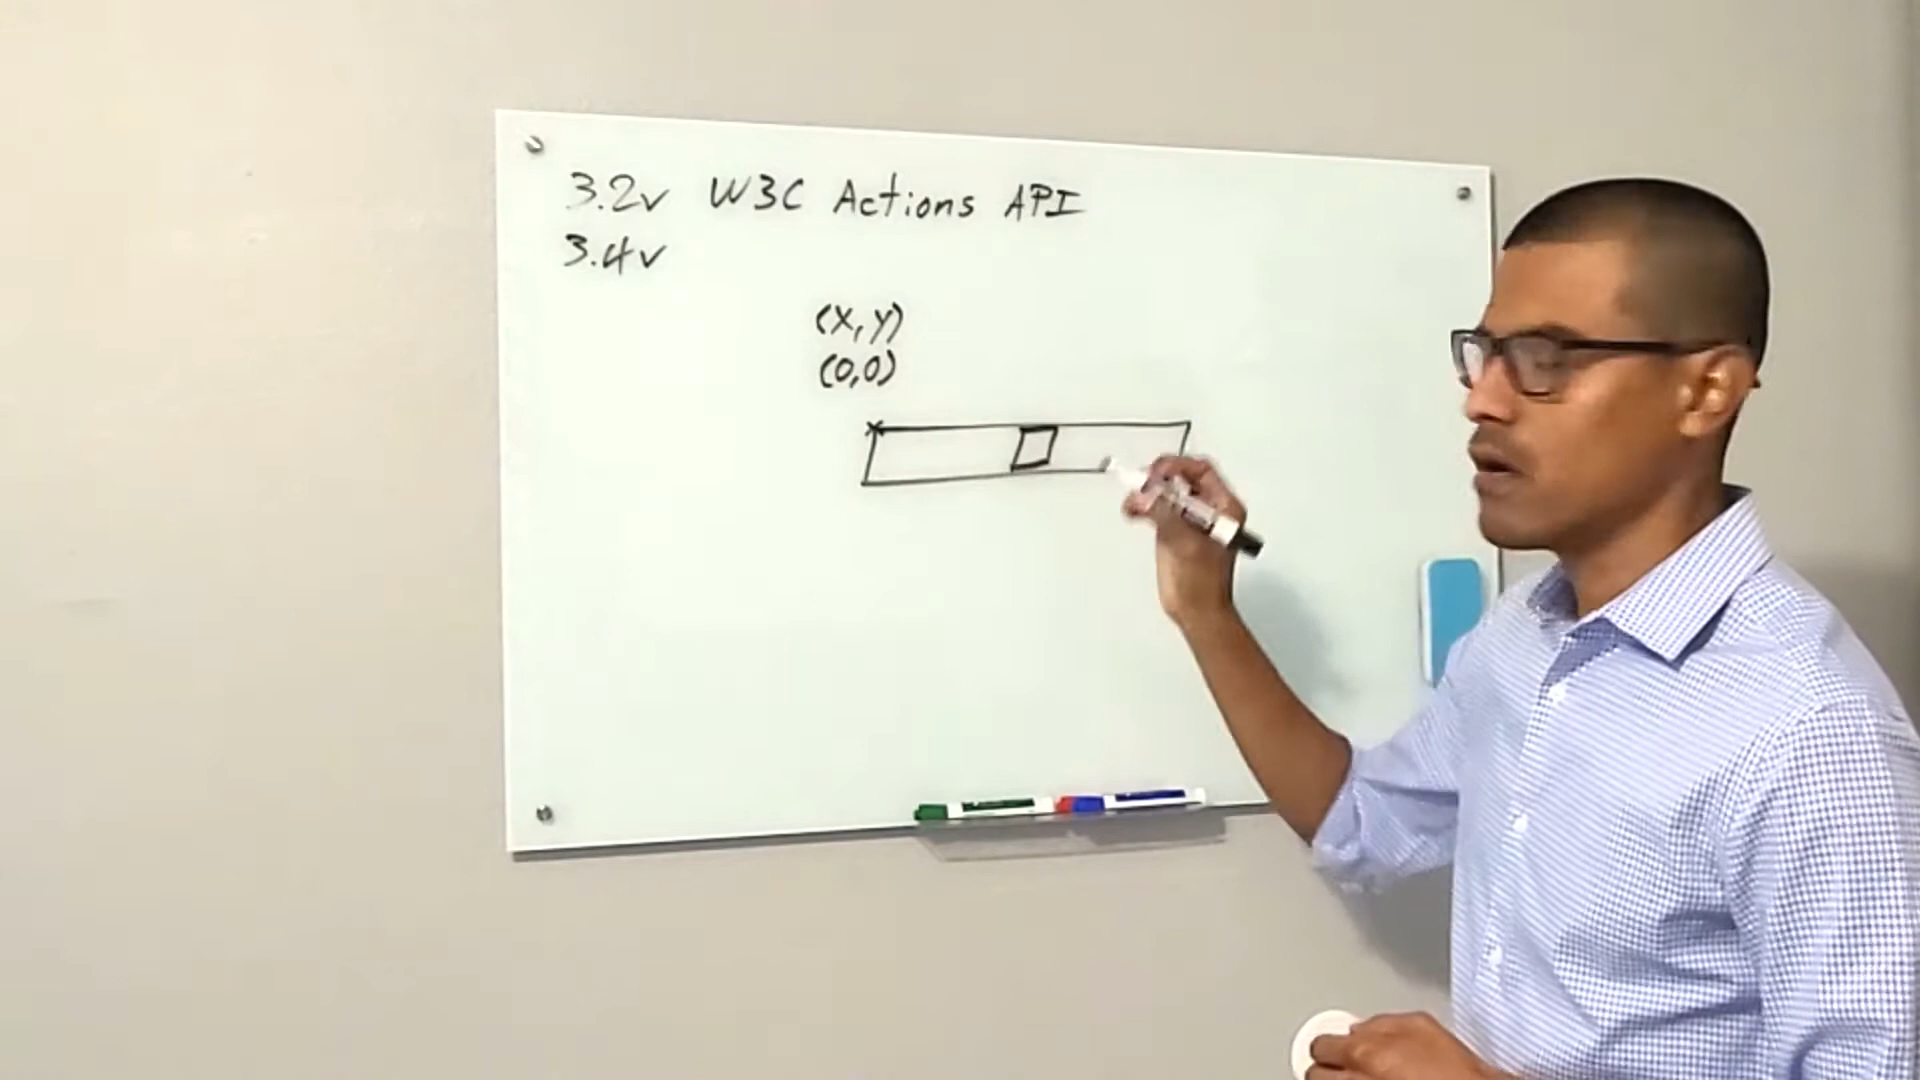 3.2v W3C Actions API
3.4v
(X,Y)
(0,0)